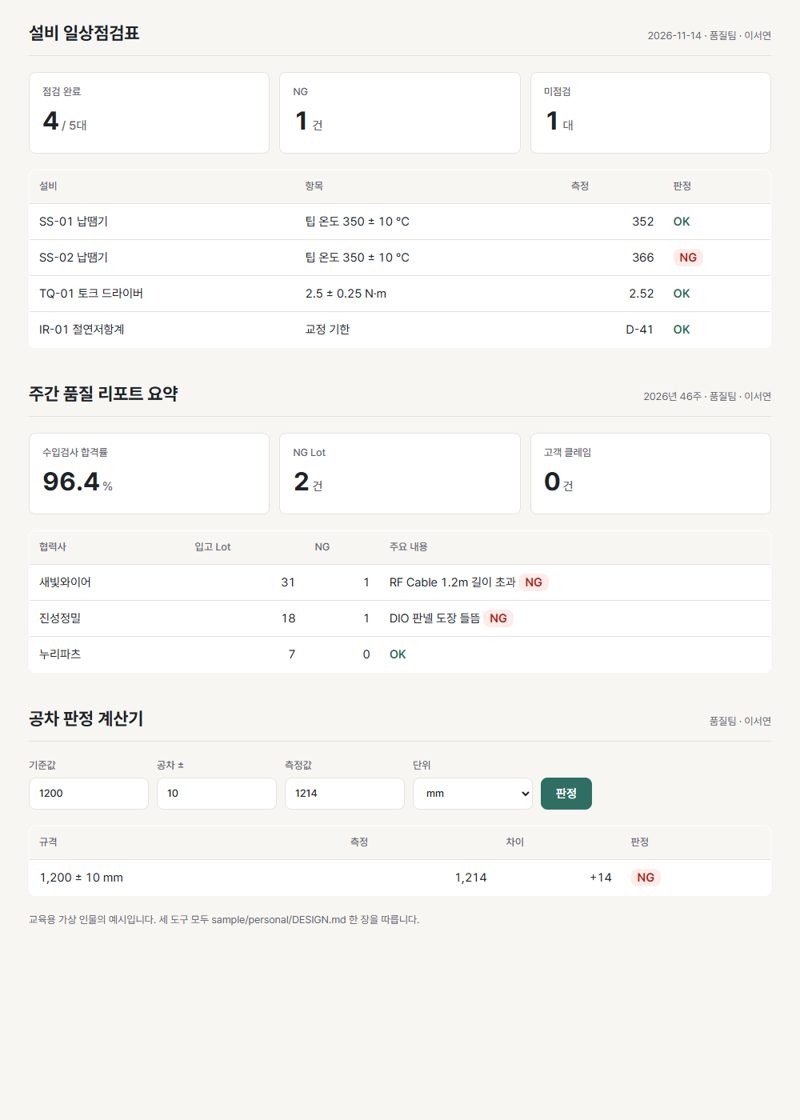 설비 일상점검표
2026-11-14 · 품질팀 · 이서연
점검 완료
4 / 5대
NG
1 건
미점검
1 대
설비 항목 측정 판정
SS-01 납땜기 팁 온도 350 ± 10 °C 352 OK
SS-02 납땜기 팁 온도 350 ± 10 °C 366 NG
TQ-01 토크 드라이버 2.5 ± 0.25 N·m 2.52 OK
IR-01 절연저항계 교정 기한 D-41 OK
주간 품질 리포트 요약
2026년 46주 · 품질팀 · 이서연
수입검사 합격률
96.4 %
NG Lot
2 건
고객 클레임
0 건
협력사 입고 Lot NG 주요 내용
새빛와이어 31 1 RF Cable 1.2m 길이 초과 NG
진성정밀 18 1 DIO 판넬 도장 들뜸 NG
누리파츠 7 0 OK
공차 판정 계산기
품질팀 · 이서연
기준값 공차 ± 측정값 단위
1200 10 1214 mm 판정
규격 측정 차이 판정
1,200 ± 10 mm 1,214 +14 NG
교육용 가상 인물의 예시입니다. 세 도구 모두 sample/personal/DESIGN.md 한 장을 따릅니다.